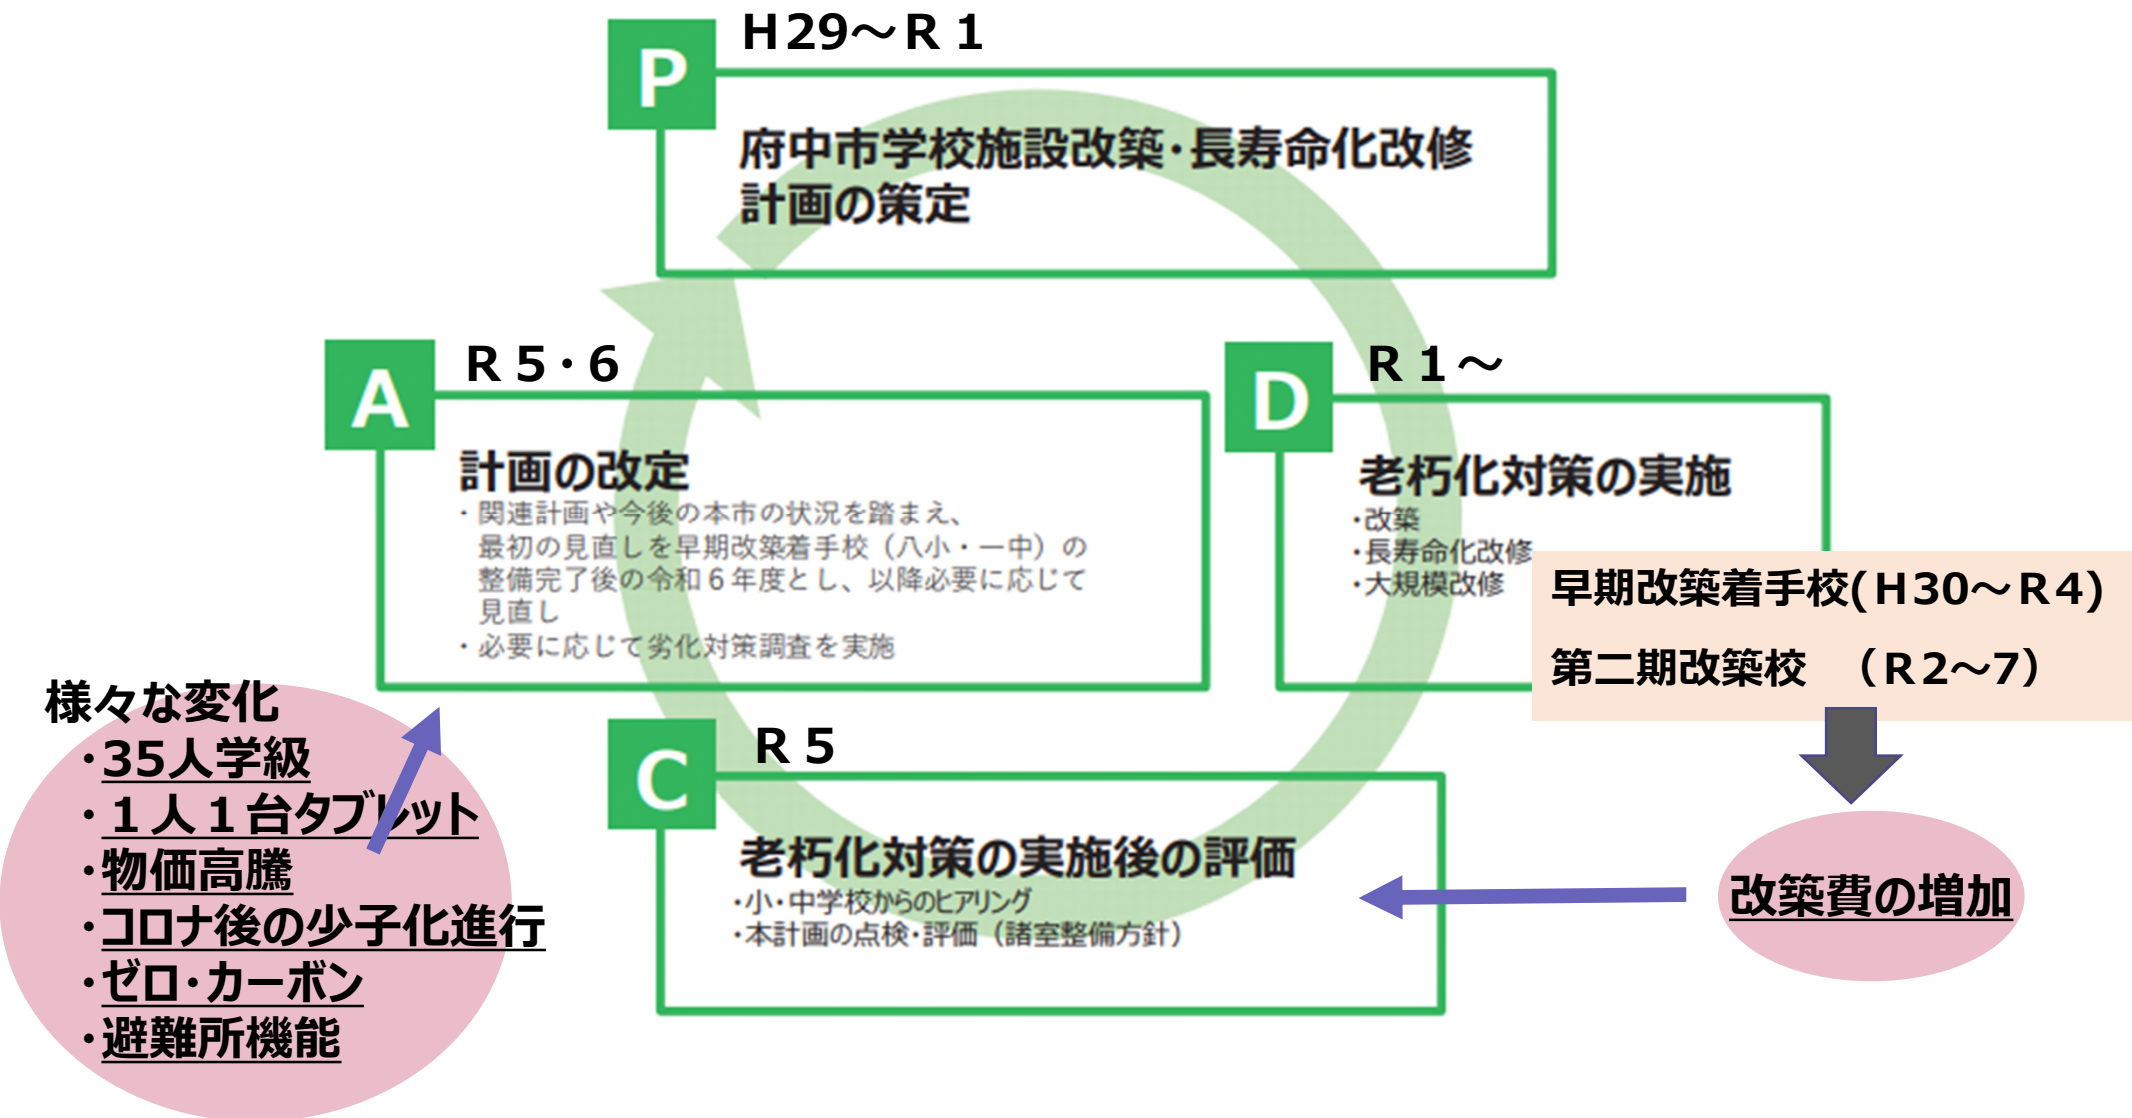 P
H29～R１
府中市学校施設改築・長寿命化改修
計画の策定
A
R５・６
計画の改定
・関連計画や今後の本市の状況を踏まえ、
最初の見直しを早期改築着手校（八小・一中）の
整備完了後の令和６年度とし、以降必要に応じて
見直し
・必要に応じて劣化対策調査を実施
D
R１～
老朽化対策の実施
・改築
・長寿命化改修
・大規模改修
早期改築着手校(H30～R4)
第二期改築校　（R2～7）
C
R５
老朽化対策の実施後の評価
・小・中学校からのヒアリング
・本計画の点検・評価（諸室整備方針）
改築費の増加
様々な変化
・35人学級
・１人１台タブレット
・物価高騰
・コロナ後の少子化進行
・ゼロ・カーボン
・避難所機能